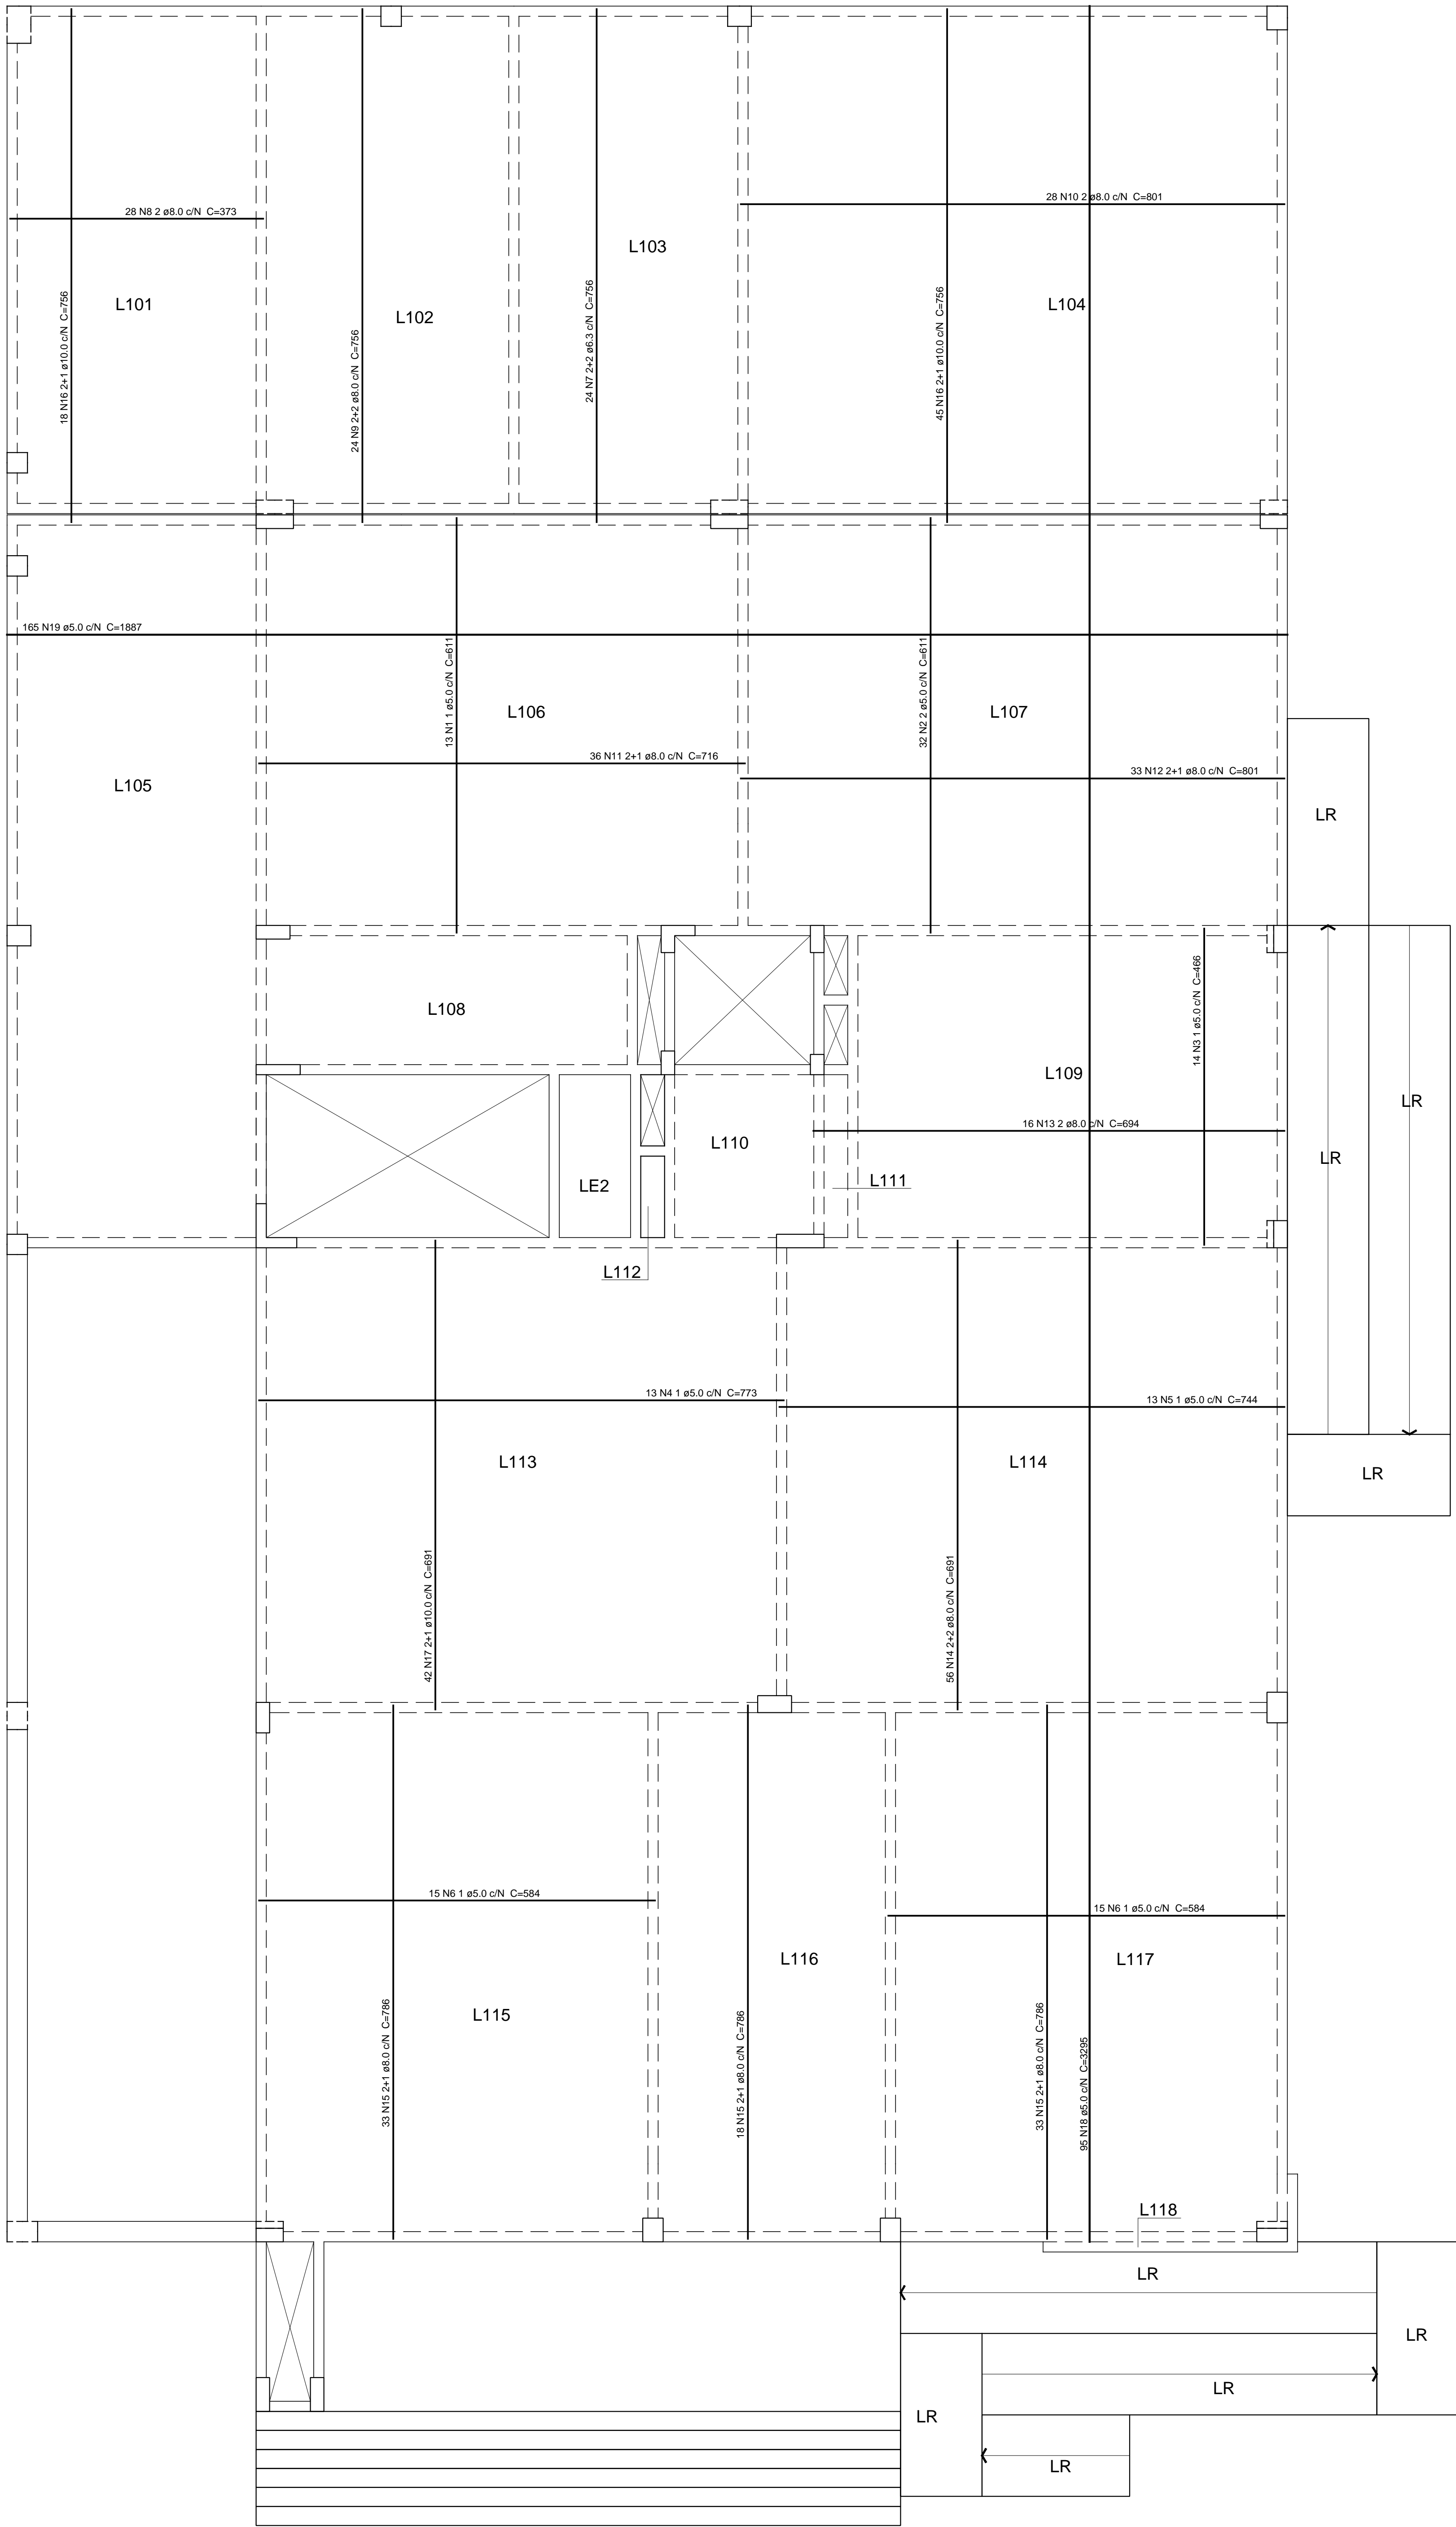 28 N10 2 ø8.0 c/N C=801
28 N8 2 ø8.0 c/N C=373
L103
18 N16 2+1 ø10.0 c/N C=756
L101
L102
24 N9 2+2 ø8.0 c/N C=756
24 N7 2+2 ø6.3 c/N C=756
45 N16 2+1 ø10.0 c/N C=756
L104
165 N19 ø5.0 c/N C=1887
13 N1 1 ø5.0 c/N C=611
32 N2 2 ø5.0 c/N C=611
L106
L107
36 N11 2+1 ø8.0 c/N C=716
33 N12 2+1 ø8.0 c/N C=801
L105
LR
L108
14 N3 1 ø5.0 c/N C=466
L109
LR
16 N13 2 ø8.0 c/N C=694
L110
LR
LE2
L111
L112
13 N4 1 ø5.0 c/N C=773
13 N5 1 ø5.0 c/N C=744
L113
L114
LR
42 N17 2+1 ø10.0 c/N C=691
56 N14 2+2 ø8.0 c/N C=691
15 N6 1 ø5.0 c/N C=584
15 N6 1 ø5.0 c/N C=584
L116
L117
L115
33 N15 2+1 ø8.0 c/N C=786
18 N15 2+1 ø8.0 c/N C=786
33 N15 2+1 ø8.0 c/N C=786
95 N18 ø5.0 c/N C=3295
L118
LR
LR
LR
LR
LR